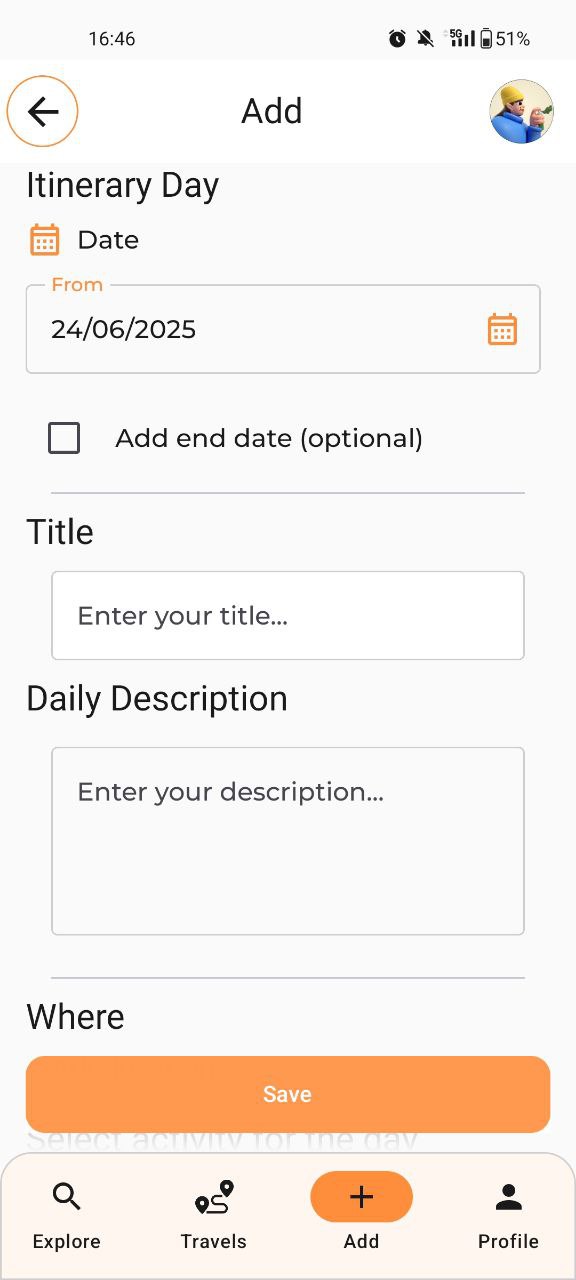 16:46
5G 51%
Add
Itinerary Day
Date
From
24/06/2025
Add end date (optional)
Title
Enter your title...
Daily Description
Enter your description...
Where
Save
Select activity for the day
Explore Travels Add Profile